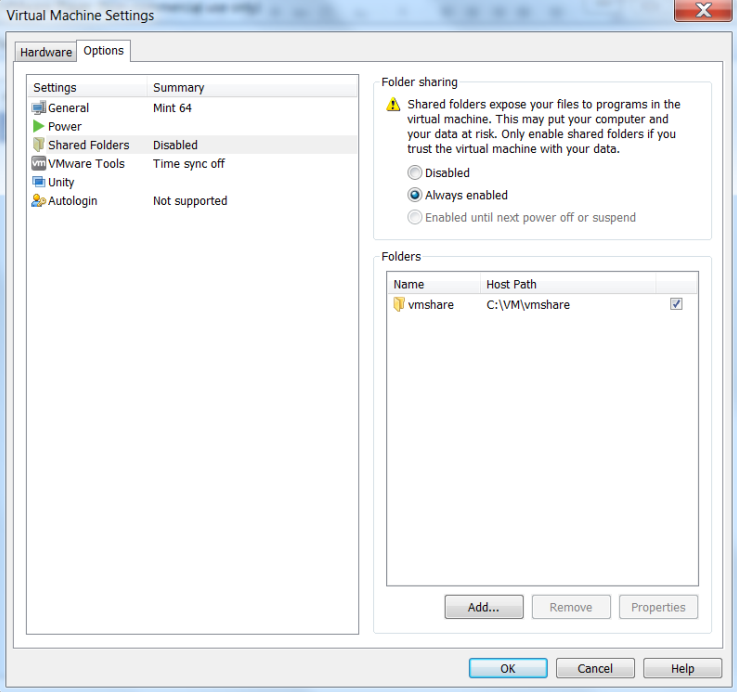 Virtual Machine Settings
Hardware
Options
Settings Summary
General Mint 64
Power
Shared Folders Disabled
vm VMware Tools Time sync off
Unity
Autologin Not supported
Folder sharing
Shared folders expose your files to programs in the
virtual machine. This may put your computer and
your data at risk. Only enable shared folders if you
trust the virtual machine with your data.
Disabled
Always enabled
Enabled until next power off or suspend
Folders
Name Host Path
vmshare C:\VM\vmshare
Add... Remove Properties
OK Cancel Help